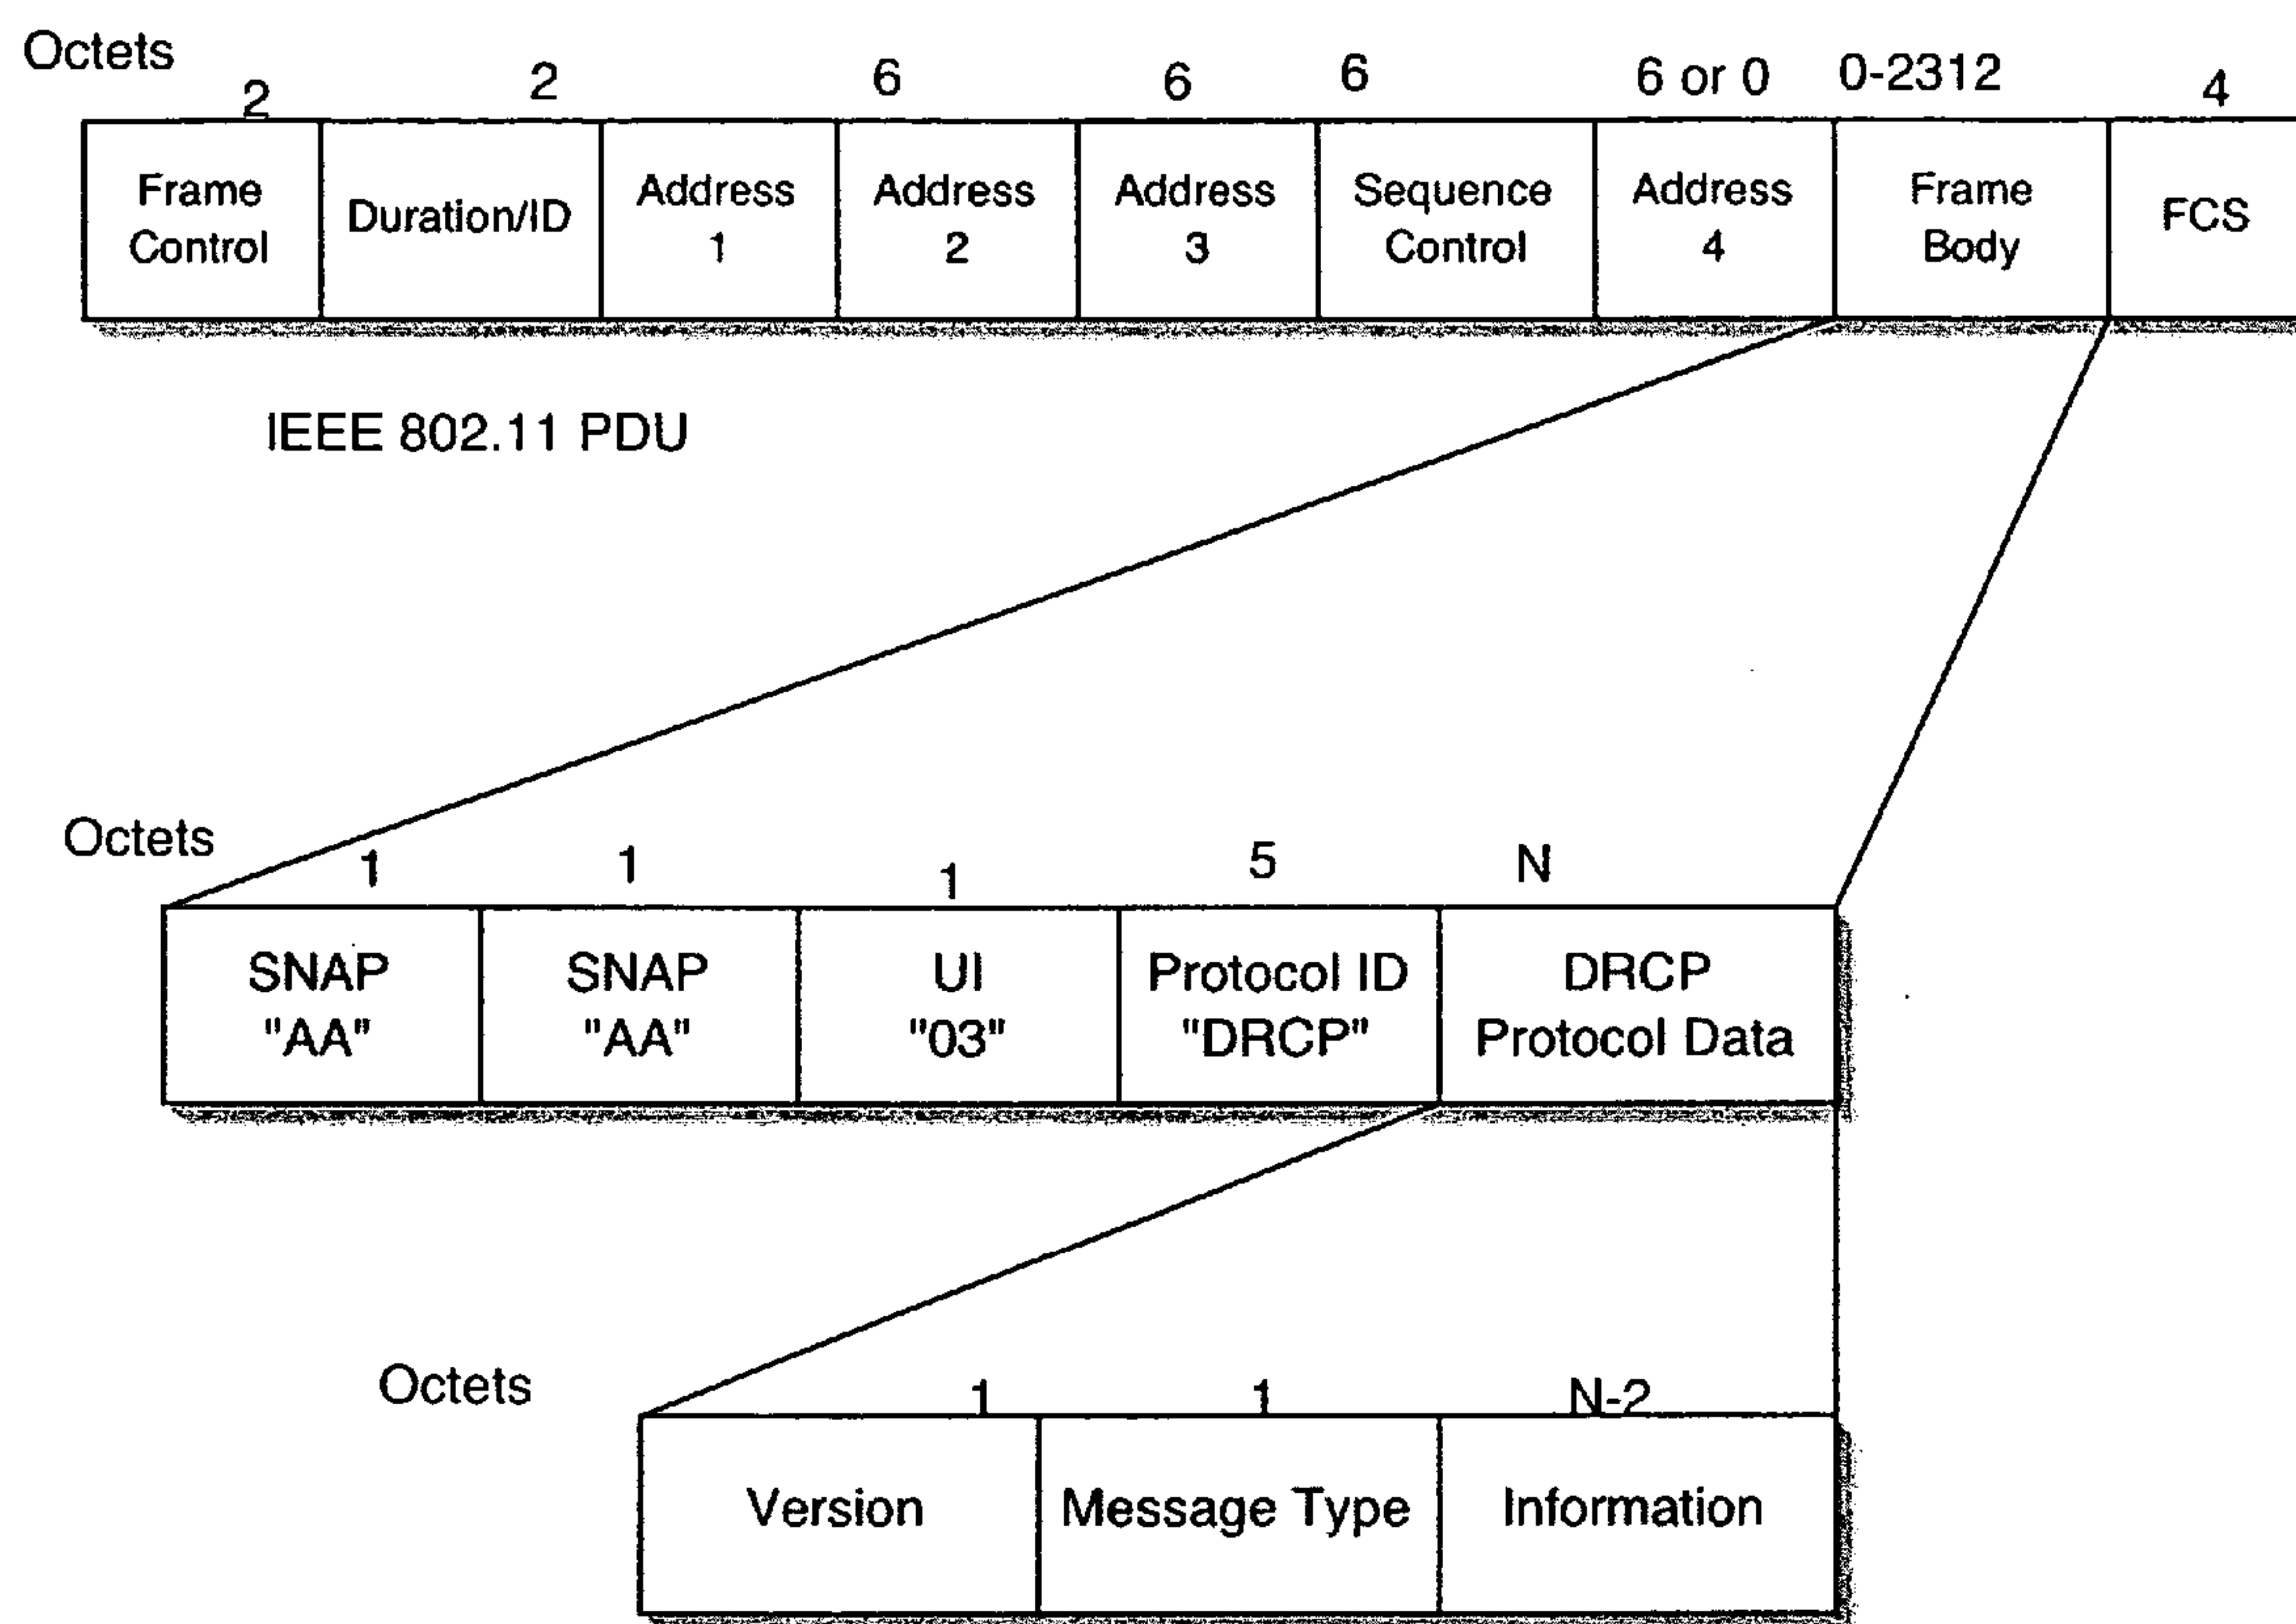 Octets
2 2 6 6 6 6 or 0 0-2312 4
Frame Control
Duration/ID
Address 1
Address 2
Address 3
Sequence Control
Address 4
Frame Body
FCS
IEEE 802.11 PDU
Octets
1 1 1 5 N
SNAP "AA"
SNAP "AA"
UI "03"
Protocol ID "DRCP"
DRCP Protocol Data
Octets
1 1 N-2
Version
Message Type
Information